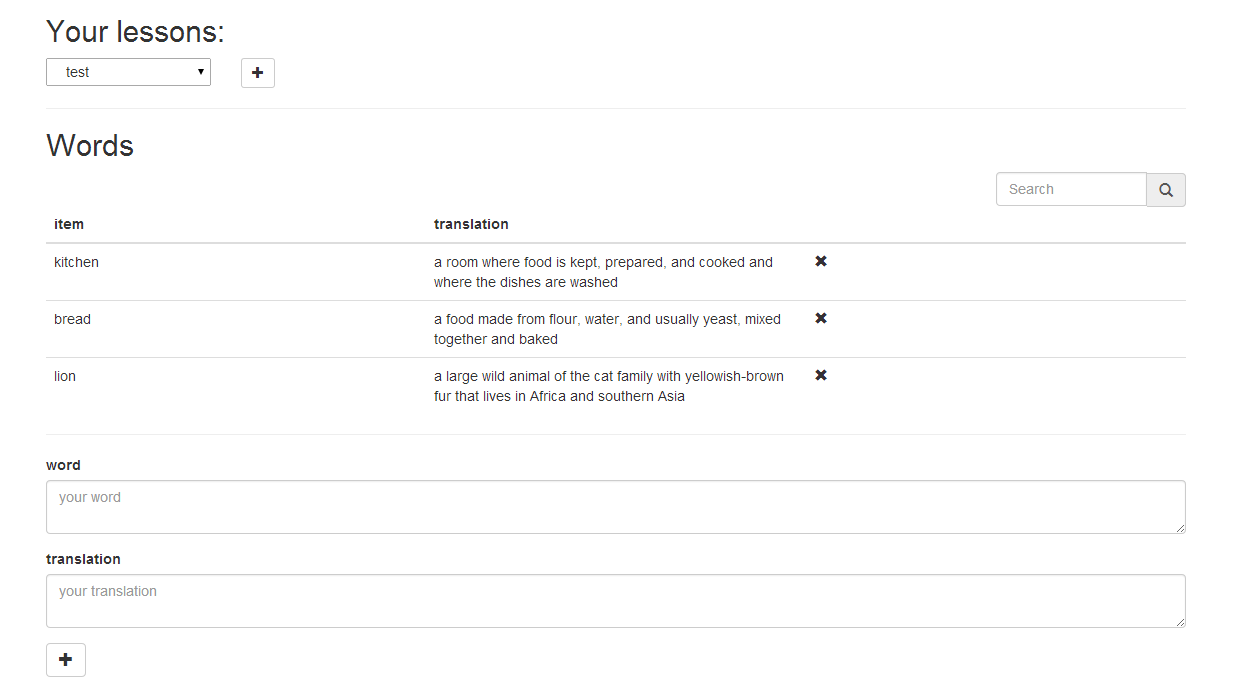 Your lessons:
test
Words
Search
item translation
kitchen a room where food is kept, prepared, and cooked and
where the dishes are washed
bread a food made from flour, water, and usually yeast, mixed
together and baked
lion a large wild animal of the cat family with yellowish-brown
fur that lives in Africa and southern Asia
word
your word
translation
your translation